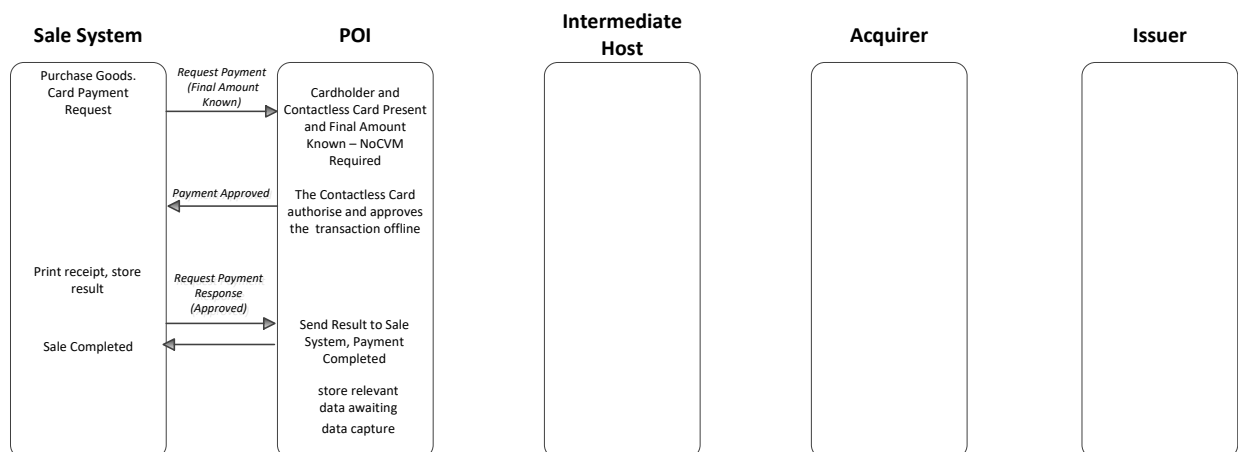 Sale System
POI
Intermediate
Host
Acquirer
Issuer
Purchase Goods.
Card Payment
Request
Request Payment
(Final Amount
Known)
Cardholder and
Contactless Card Present
and Final Amount
Known – NoCVM
Required
Payment Approved
The Contactless Card
authorise and approves
the transaction offline
Print receipt, store
result
Request Payment
Response
(Approved)
Send Result to Sale
System, Payment
Completed
Sale Completed
store relevant
data awaiting
data capture